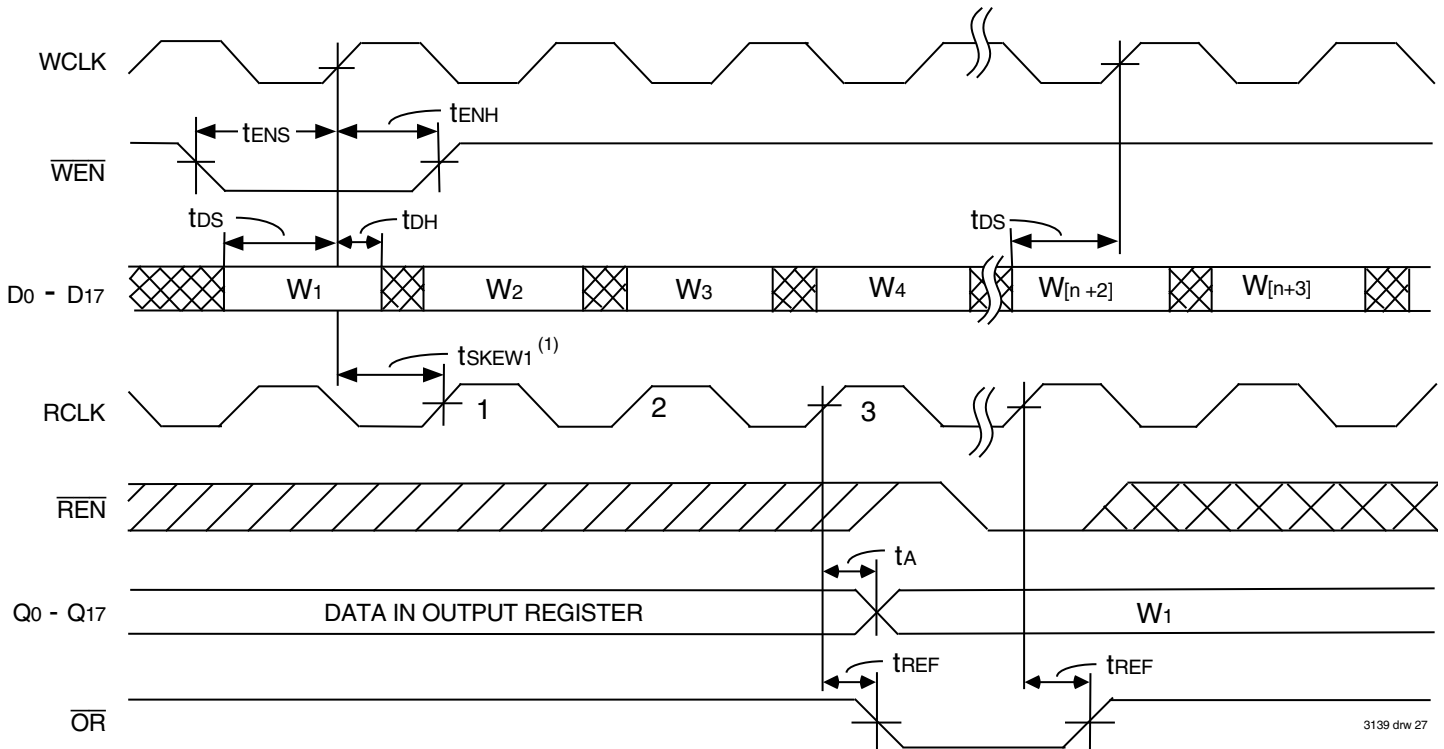 WCLK
tENS
tENH
WEN
tDS
tDH
tDS
D0 - D17
W1
W2
W3
W4
W[n +2]
W[n+3]
tSKEW1 (1)
RCLK
1
2
3
REN
tA
Q0 - Q17
DATA IN OUTPUT REGISTER
W1
tREF
tREF
OR
3139 drw 27